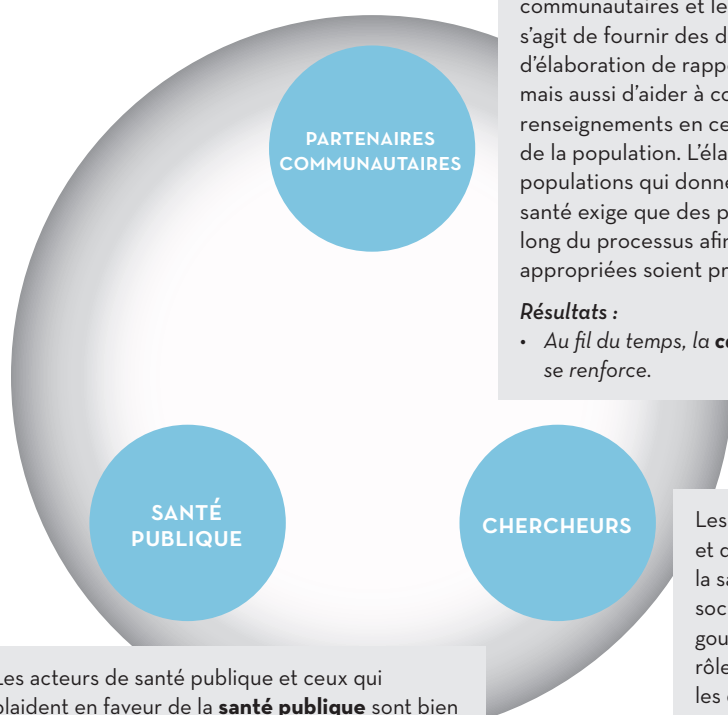 PARTENAIRES
COMMUNAUTAIRES
communautaires et le
s'agit de fournir des d
d'élaboration de rapp
mais aussi d'aider à co
renseignements en ce
de la population. L'éla
populations qui donne
santé exige que des p
long du processus afi
appropriées soient pr
Résultats :
• Au fil du temps, la c
se renforce.
SANTÉ
PUBLIQUE
CHERCHEURS
Les
et d
la sa
soc
gou
rôle
les
Les acteurs de santé publique et ceux qui
plaident en faveur de la santé publique sont bien